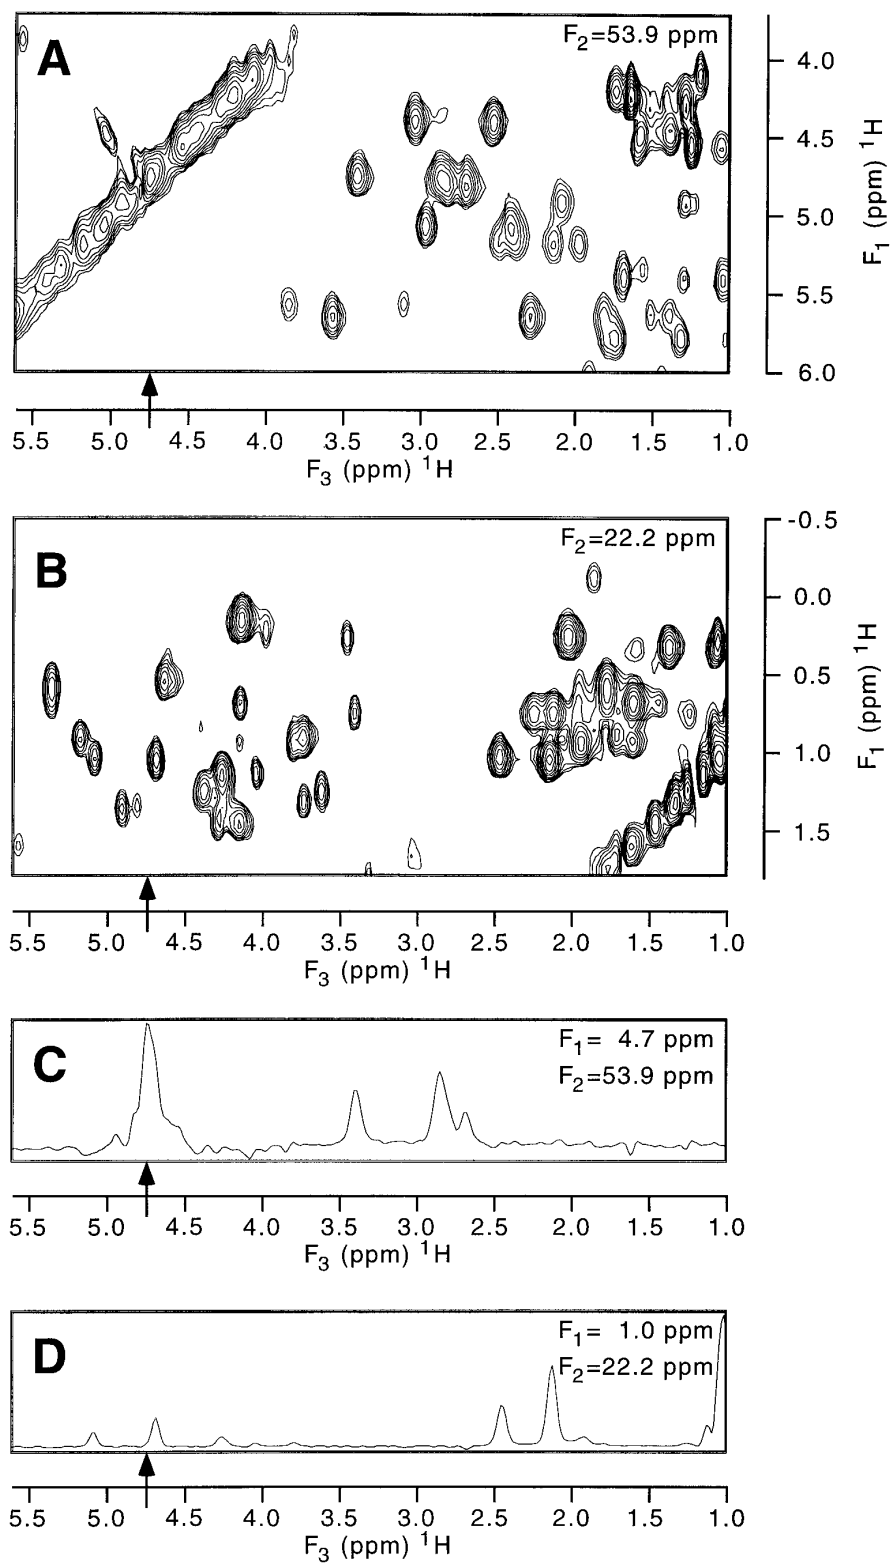 A
F2=53.9 ppm
4.0
4.5
5.0
5.5
6.0
F1 (ppm) 1H
5.5 5.0 4.5 4.0 3.5 3.0 2.5 2.0 1.5 1.0
F3 (ppm) 1H
B
F2=22.2 ppm
-0.5
0.0
0.5
1.0
1.5
F1 (ppm) 1H
5.5 5.0 4.5 4.0 3.5 3.0 2.5 2.0 1.5 1.0
F3 (ppm) 1H
C
F1= 4.7 ppm
F2=53.9 ppm
5.5 5.0 4.5 4.0 3.5 3.0 2.5 2.0 1.5 1.0
F3 (ppm) 1H
D
F1= 1.0 ppm
F2=22.2 ppm
5.5 5.0 4.5 4.0 3.5 3.0 2.5 2.0 1.5 1.0
F3 (ppm) 1H